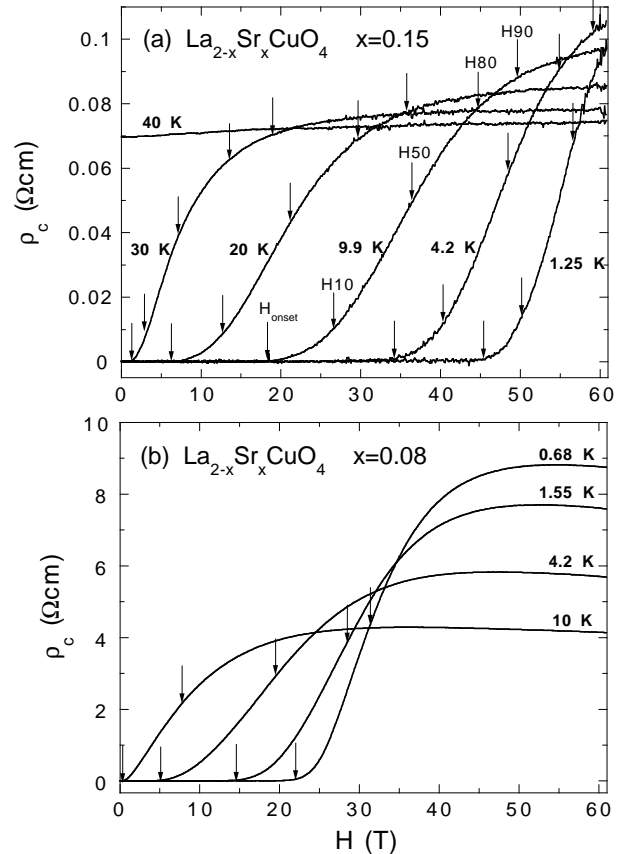 (a) La₂₋ₓSrₓCuO₄ x=0.15
ρc (Ωcm)
0.1
0.08
0.06
0.04
0.02
0
40 K
30 K
20 K
9.9 K
4.2 K
1.25 K
Honset
H10
H50
H80
H90
0 10 20 30 40 50 60
(b) La₂₋ₓSrₓCuO₄ x=0.08
ρc (Ωcm)
10
8
6
4
2
0
0.68 K
1.55 K
4.2 K
10 K
0 10 20 30 40 50 60
H (T)